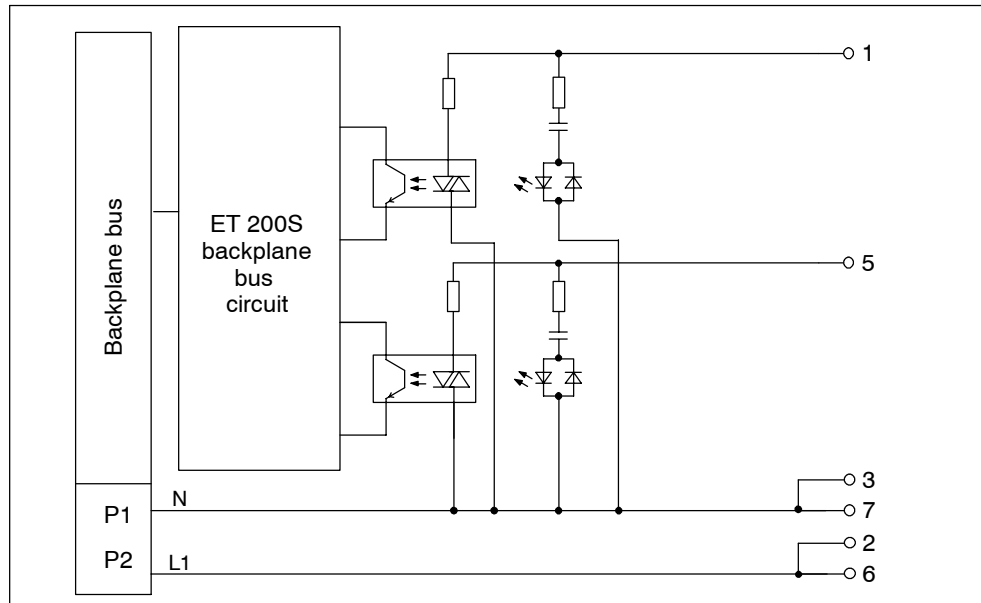 Backplane bus
ET 200S
backplane
bus
circuit
1
5
3
P1
N
7
2
P2
L1
6